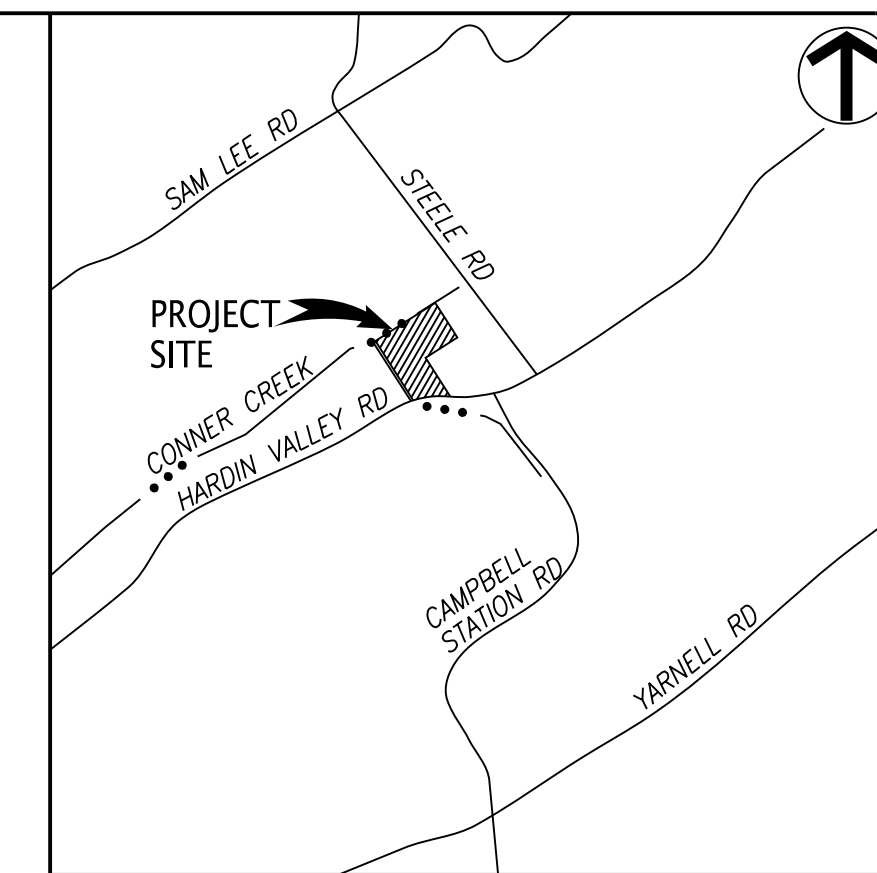 SAM LEE RD
STEELE RD
PROJECT
SITE
CONNER CREEK
HARDIN VALLEY RD
CAMPBELL
STATION RD
YARNELL RD